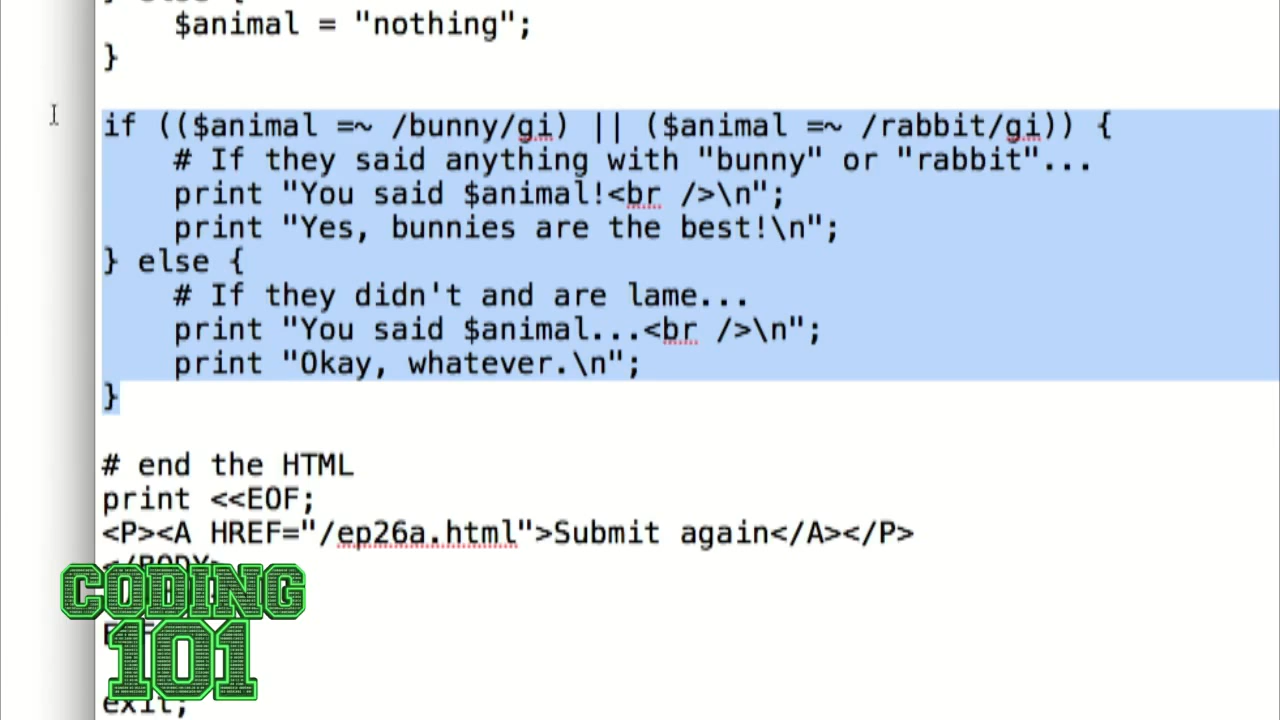 } else {
    $animal = "nothing";
}

if (($animal =~ /bunny/gi) || ($animal =~ /rabbit/gi)) {
    # If they said anything with "bunny" or "rabbit"...
    print "You said $animal!<br />\n";
    print "Yes, bunnies are the best!\n";
} else {
    # If they didn't and are lame...
    print "You said $animal...<br />\n";
    print "Okay, whatever.\n";
}

# end the HTML
print <<EOF;
<P><A HREF="/ep26a.html">Submit again</A></P>
</BODY>
CODING
101
exit;